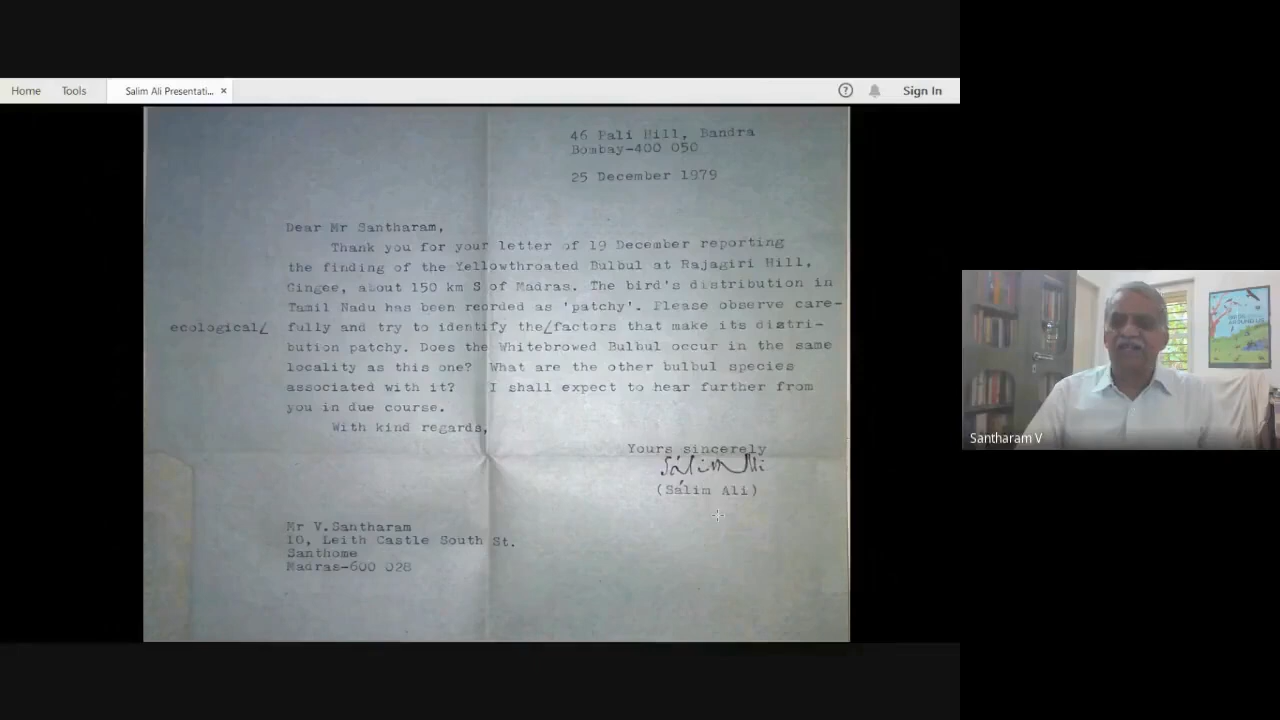 Home Tools Salim Ali Presentati... × ? Sign In
46 Pali Hill, Bandra
Bombay-400 050
25 December 1979
Dear Mr Santharam,
Thank you for your letter of 19 December reporting
the finding of the Yellowthroated Bulbul at Rajagiri Hill,
Gingee, about 150 km S of Madras. The bird's distribution in
Tamil Nadu has been reorded as 'patchy'. Please observe care-
ecological/ fully and try to identify the/factors that make its distri-
bution patchy. Does the Whitebrowed Bulbul occur in the same
locality as this one? What are the other bulbul species
associated with it? I shall expect to hear further from
you in due course.
With kind regards,
Yours sincerely
Sálim Ali
(Sálim Ali)
Mr V.Santharam
10, Leith Castle South St.
Santhome
Madras-600 028
Santharam V